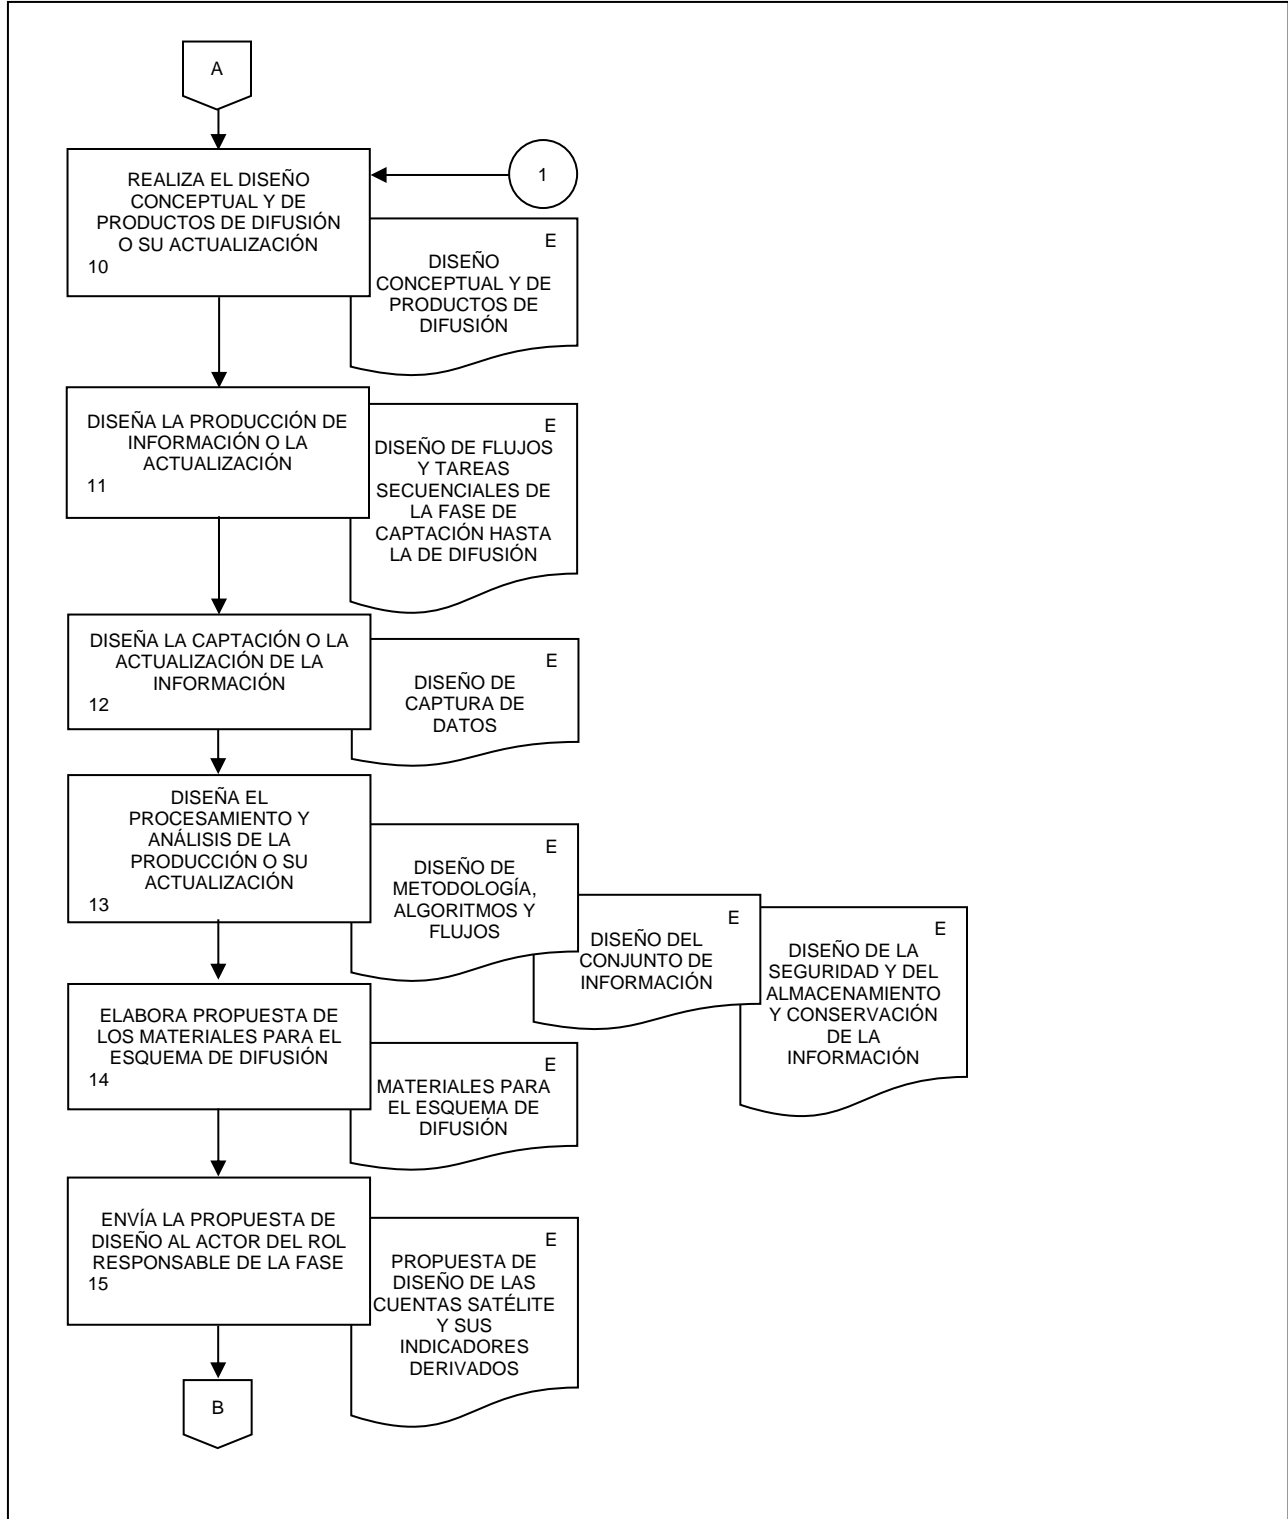 A
1
REALIZA EL DISEÑO
CONCEPTUAL Y DE
PRODUCTOS DE DIFUSIÓN
O SU ACTUALIZACIÓN
10
E
DISEÑO
CONCEPTUAL Y DE
PRODUCTOS DE
DIFUSIÓN
DISEÑA LA PRODUCCIÓN DE
INFORMACIÓN O LA
ACTUALIZACIÓN
11
E
DISEÑO DE FLUJOS
Y TAREAS
SECUENCIALES DE
LA FASE DE
CAPTACIÓN HASTA
LA DE DIFUSIÓN
DISEÑA LA CAPTACIÓN O LA
ACTUALIZACIÓN DE LA
INFORMACIÓN
12
E
DISEÑO DE
CAPTURA DE
DATOS
DISEÑA EL
PROCESAMIENTO Y
ANÁLISIS DE LA
PRODUCCIÓN O SU
ACTUALIZACIÓN
13
E
DISEÑO DE
METODOLOGÍA,
ALGORITMOS Y
FLUJOS
E
DISEÑO DEL
CONJUNTO DE
INFORMACIÓN
E
DISEÑO DE LA
SEGURIDAD Y DEL
ALMACENAMIENTO
Y CONSERVACIÓN
DE LA
INFORMACIÓN
ELABORA PROPUESTA DE
LOS MATERIALES PARA EL
ESQUEMA DE DIFUSIÓN
14
E
MATERIALES PARA
EL ESQUEMA DE
DIFUSIÓN
ENVÍA LA PROPUESTA DE
DISEÑO AL ACTOR DEL ROL
RESPONSABLE DE LA FASE
15
E
PROPUESTA DE
DISEÑO DE LAS
CUENTAS SATÉLITE
Y SUS
INDICADORES
DERIVADOS
B